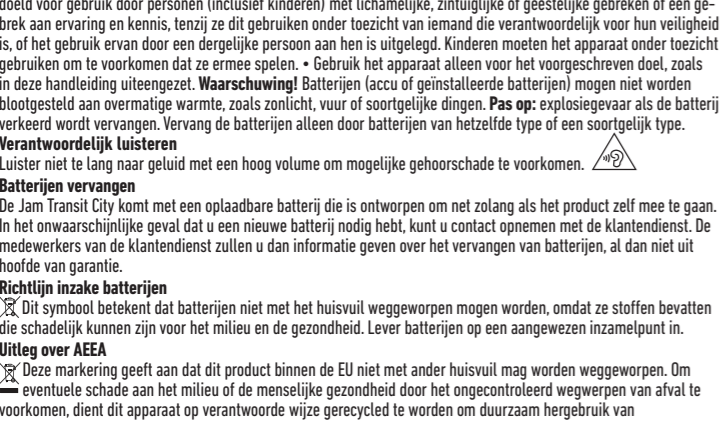 doeld voor gebruik door personen (inclusief kinderen) met lichamelijke, zintuiglijke of geestelijke gebreken of een ge-
brek aan ervaring en kennis, tenzij ze dit gebruiken onder toezicht van iemand die verantwoordelijk voor hun veiligheid
is, of het gebruik ervan door een dergelijke persoon aan hen is uitgelegd. Kinderen moeten het apparaat onder toezicht
gebruiken om te voorkomen dat ze ermee spelen. • Gebruik het apparaat alleen voor het voorgeschreven doel, zoals
in deze handleiding uiteengezet. Waarschuwing! Batterijen (accu of geïnstalleerde batterijen) mogen niet worden
blootgesteld aan overmatige warmte, zoals zonlicht, vuur of soortgelijke dingen. Pas op: explosiegevaar als de batterij
verkeerd wordt vervangen. Vervang de batterijen alleen door batterijen van hetzelfde type of een soortgelijk type.
Verantwoordelijk luisteren
Luister niet te lang naar geluid met een hoog volume om mogelijke gehoorschade te voorkomen.
Batterijen vervangen
De Jam Transit City komt met een oplaadbare batterij die is ontworpen om net zolang als het product zelf mee te gaan.
In het onwaarschijnlijke geval dat u een nieuwe batterij nodig hebt, kunt u contact opnemen met de klantendienst. De
medewerkers van de klantendienst zullen u dan informatie geven over het vervangen van batterijen, al dan niet uit
hoofde van garantie.
Richtlijn inzake batterijen
Dit symbool betekent dat batterijen niet met het huisvuil weggeworpen mogen worden, omdat ze stoffen bevatten
die schadelijk kunnen zijn voor het milieu en de gezondheid. Lever batterijen op een aangewezen inzamelpunt in.
Uitleg over AEEA
Deze markering geeft aan dat dit product binnen de EU niet met ander huisvuil mag worden weggeworpen. Om
eventuele schade aan het milieu of de menselijke gezondheid door het ongecontroleerd wegwerpen van afval te
voorkomen, dient dit apparaat op verantwoorde wijze gerecycled te worden om duurzaam hergebruik van